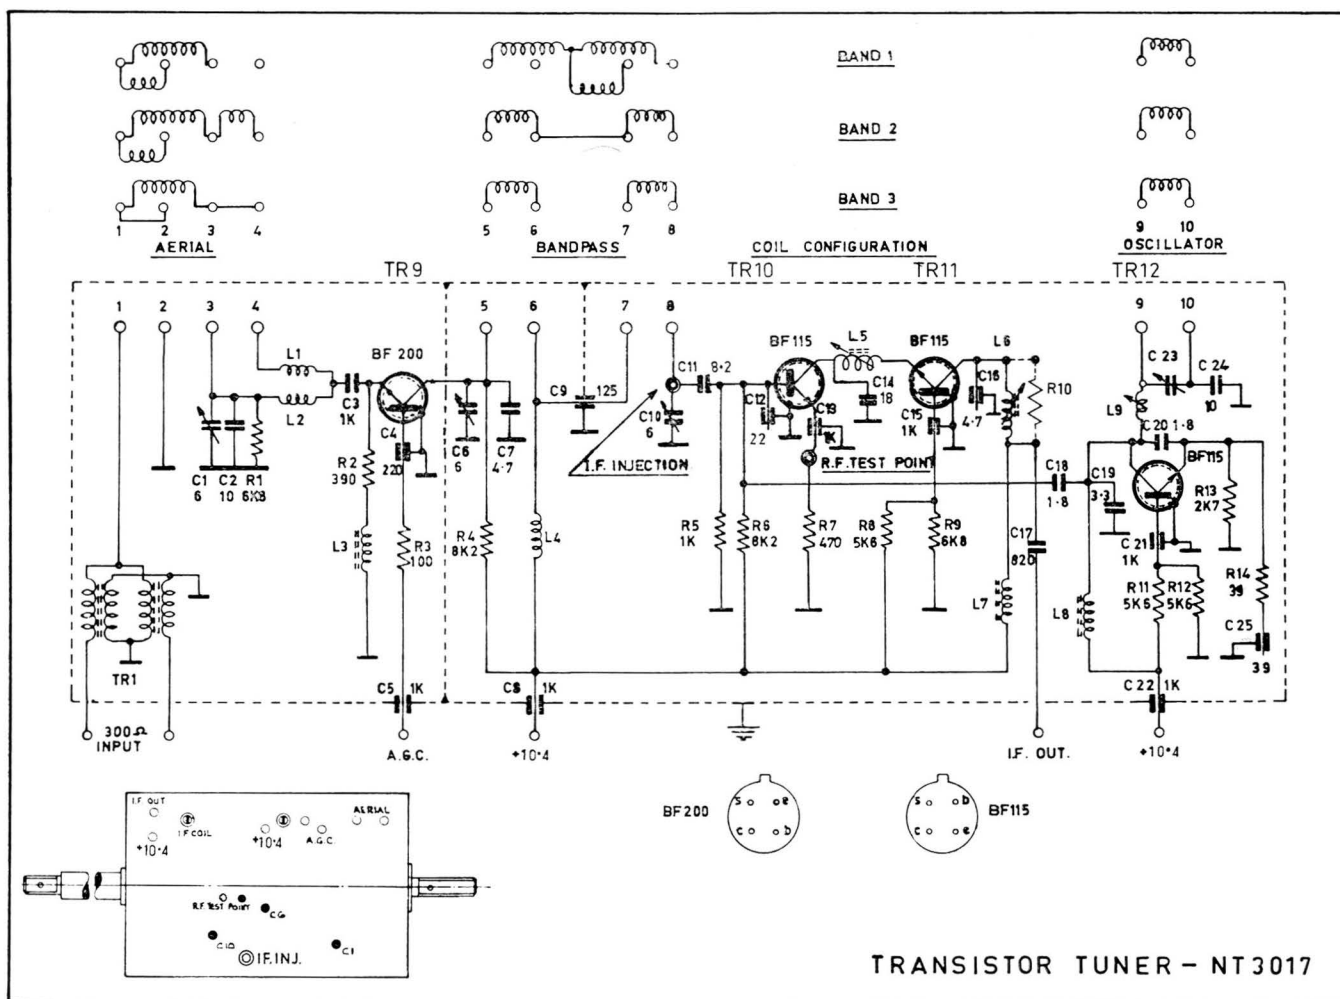 BAND 1
BAND 2
BAND 3
1 2 3 4
AERIAL
5 6 7 8
BANDPASS
COIL CONFIGURATION
9 10
OSCILLATOR
TR9
TR10
TR11
TR12
1 2 3 4
5 6 7 8
9 10
L1
L2
C3
1K
BF 200
C4
220
C1
6
C2
10
R1
6K8
R2
390
L3
R3
100
TR1
300Ω
INPUT
C5
1K
A.G.C.
C6
6
C7
4·7
R4
8K2
L4
C9
125
C8
1K
+10·4
C10
6
I.F. INJECTION
C11
8·2
BF115
C12
22
C13
1K
R.F. TEST POINT
R5
1K
R6
8K2
R7
470
L5
C14
18
BF115
C15
1K
C16
4·7
L6
R10
R8
5K6
R9
6K8
L7
C17
820
I.F. OUT.
C18
1·8
C19
3·3
L8
L9
C 23
C 24
10
C 20
1·8
BF115
C 21
1K
R11
5K6
R12
5K6
R13
2K7
R14
39
C 25
39
C 22
1K
+10·4
I.F. OUT
I.F COIL
+10·4
+10·4
A.G.C.
AERIAL
R.F. TEST POINT
C6
C10
C1
I.F. INJ.
BF200
s e
c b
BF115
s b
c e
TRANSISTOR TUNER – NT3017